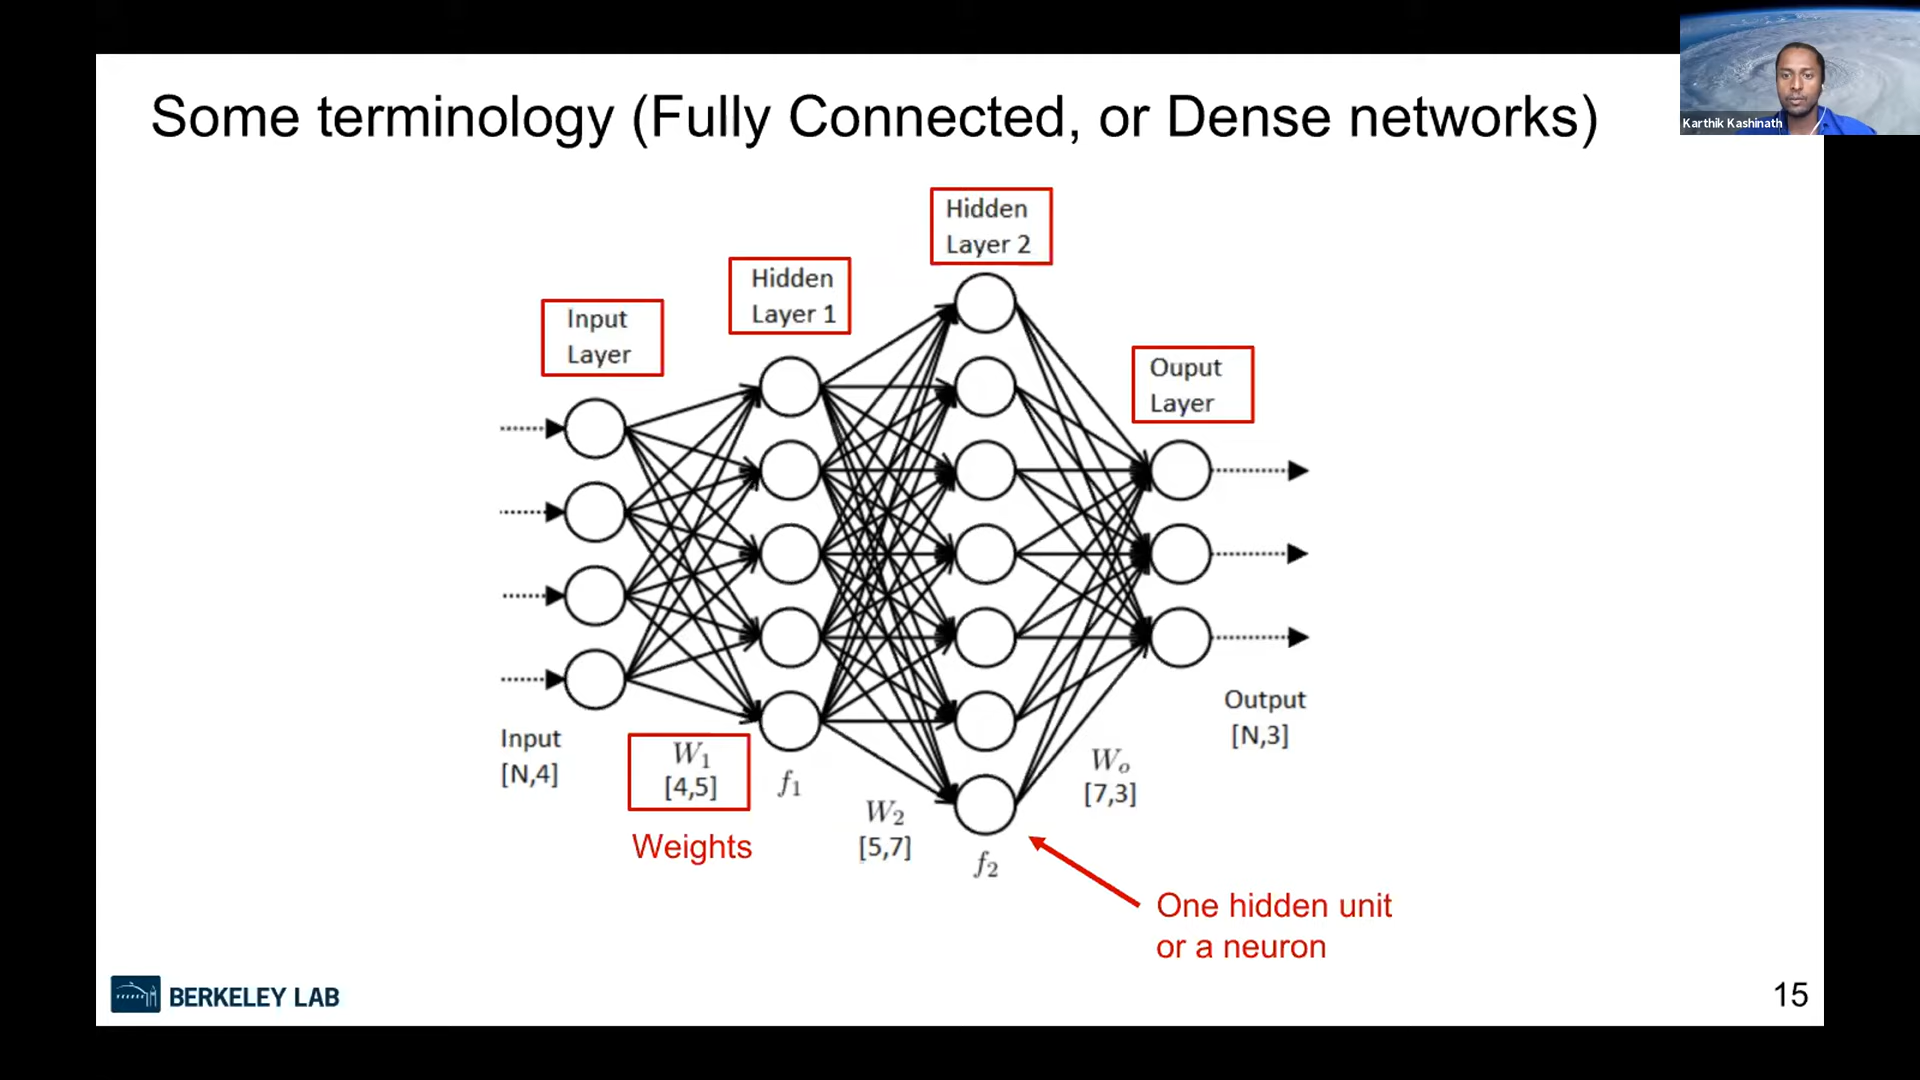 Some terminology (Fully Connected, or Dense networks)
Karthik Kashinath
Hidden
Layer 2
Hidden
Layer 1
Input
Layer
Ouput
Layer
Input
[N,4]
W₁
[4,5]
Weights
f₁
W₂
[5,7]
f₂
Wₒ
[7,3]
Output
[N,3]
One hidden unit
or a neuron
BERKELEY LAB
15